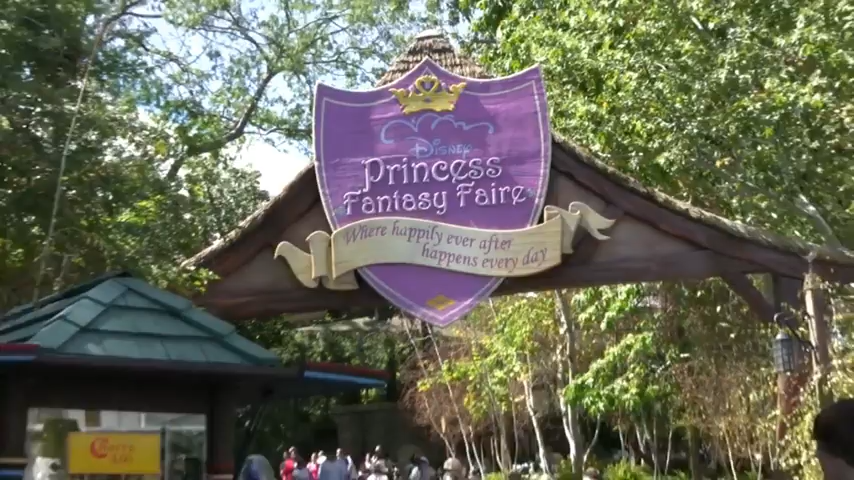 Disney
Princess
Fantasy Faire
Where happily ever after
happens every day